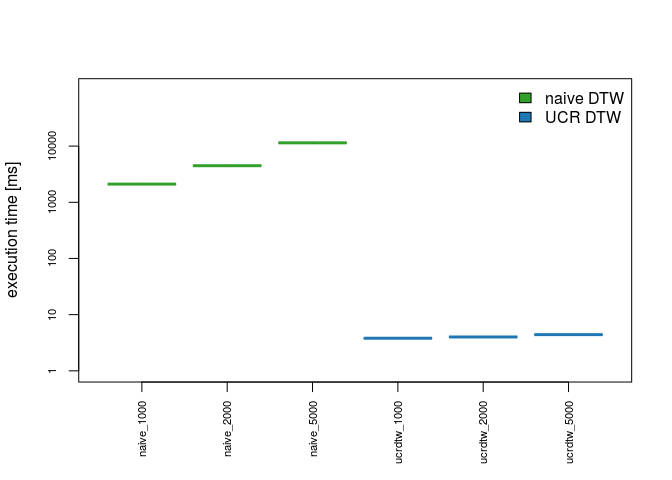 naive DTW
UCR DTW
execution time [ms]
10000
1000
100
10
1
naive_1000
naive_2000
naive_5000
ucrdtw_1000
ucrdtw_2000
ucrdtw_5000